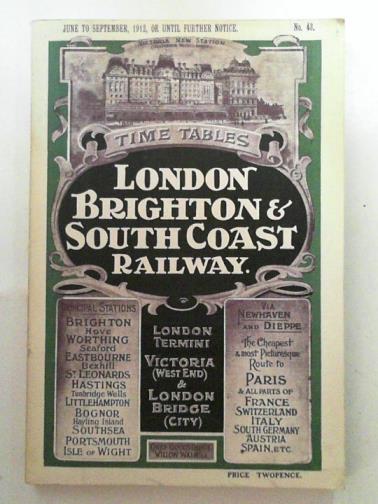 JUNE TO SEPTEMBER, 1912, OR UNTIL FURTHER NOTICE. No. 43.
VICTORIA NEW STATION
TIME TABLES
LONDON
BRIGHTON &
SOUTH COAST
RAILWAY.
PRINCIPAL STATIONS
BRIGHTON
HOVE
WORTHING
Seaford
EASTBOURNE
Bexhill
ST LEONARDS
HASTINGS
Tunbridge Wells
LITTLEHAMPTON
BOGNOR
Hayling Island
SOUTHSEA
PORTSMOUTH
ISLE OF WIGHT
LONDON
TERMINI
VICTORIA
(WEST END)
&
LONDON
BRIDGE
(CITY)
VIA
NEWHAVEN
AND DIEPPE
The Cheapest
& most Picturesque
Route to
PARIS
& ALL PARTS OF
FRANCE
SWITZERLAND
ITALY
SOUTH GERMANY
AUSTRIA
SPAIN, ETC.
PRICE TWOPENCE.